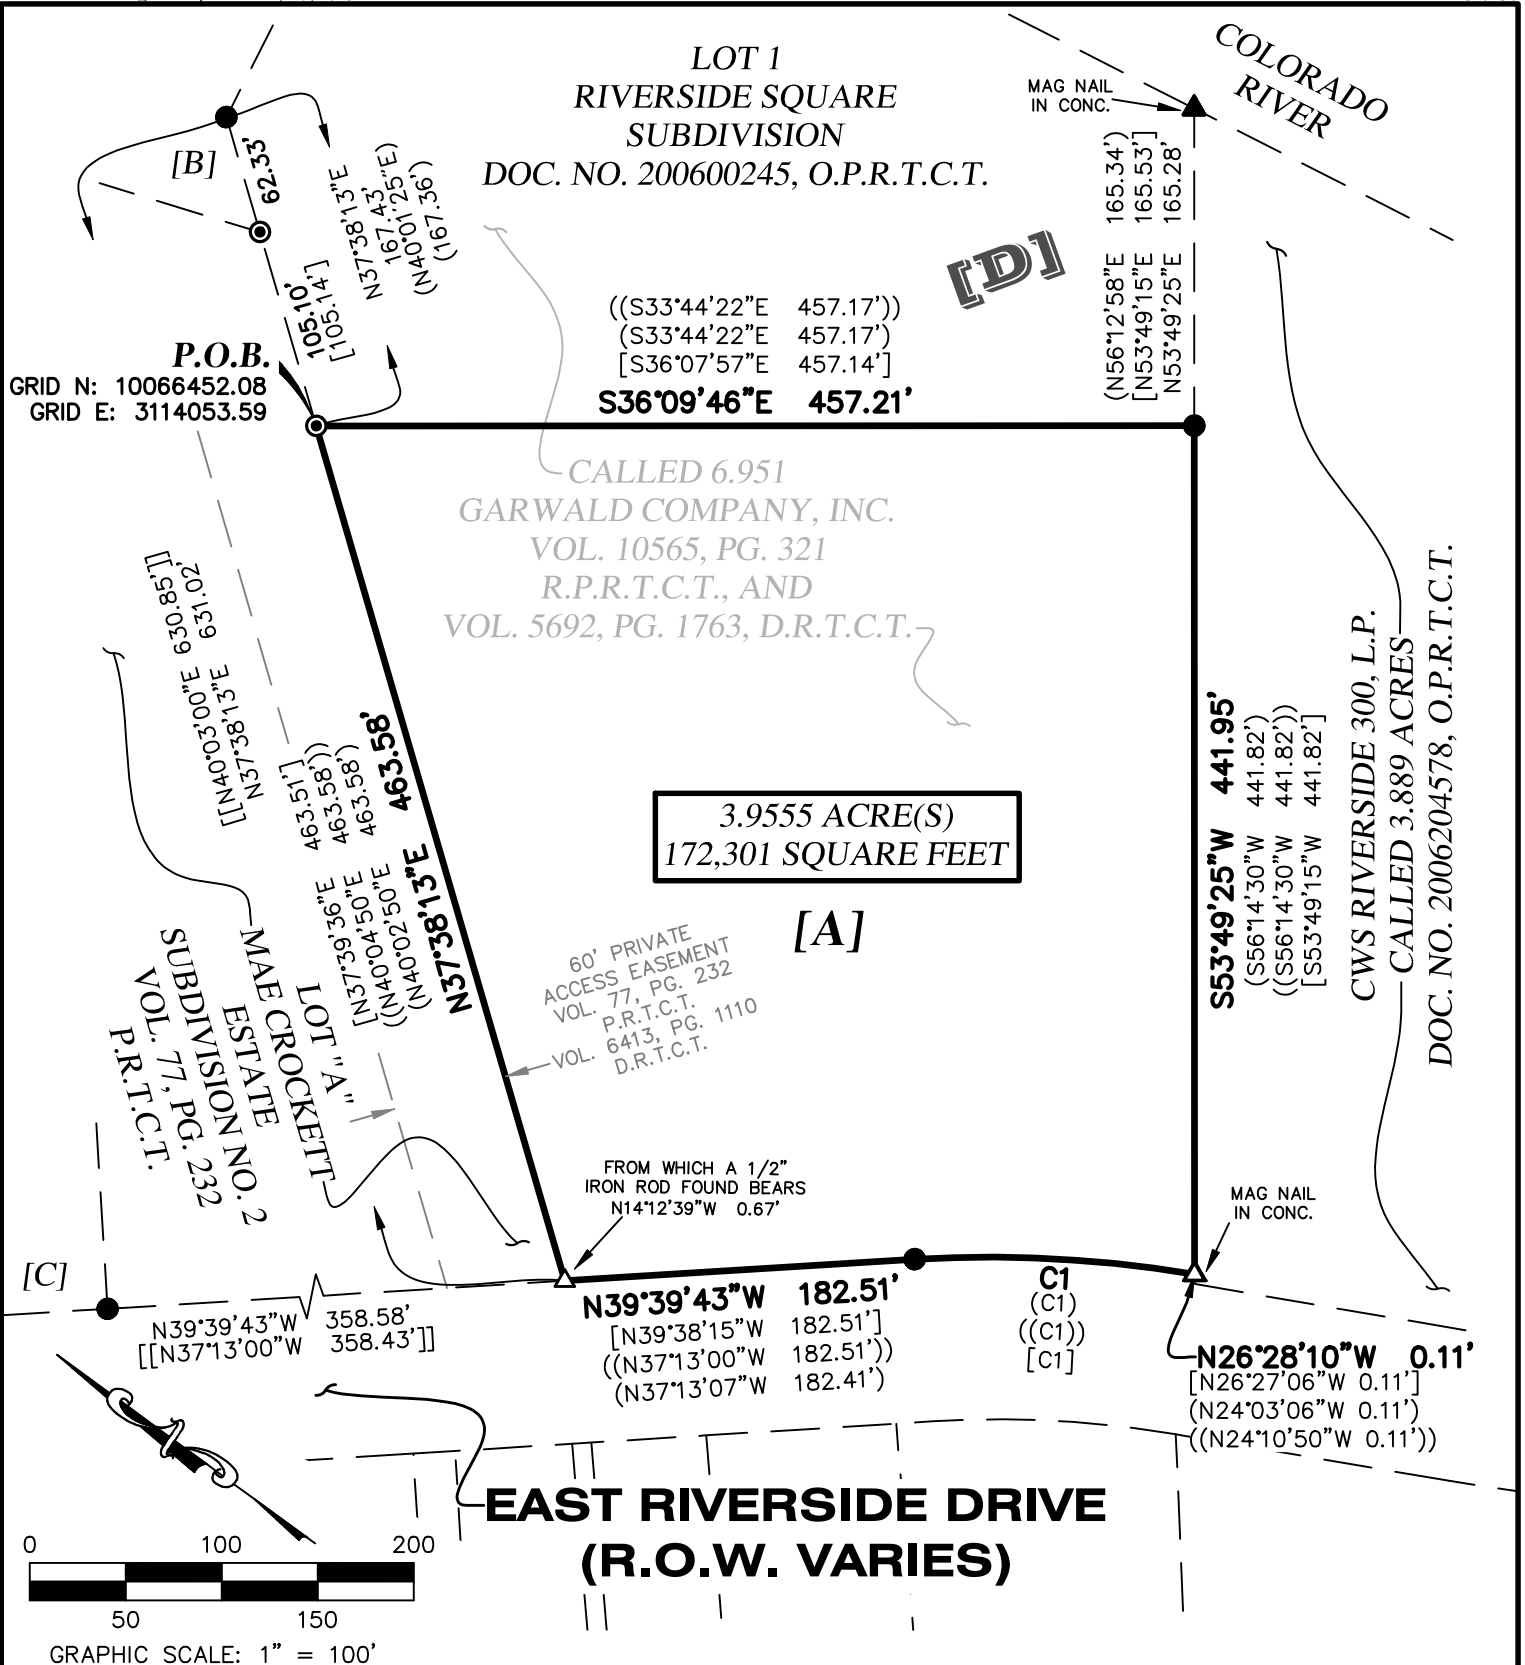 LOT 1
RIVERSIDE SQUARE
SUBDIVISION
DOC. NO. 200600245, O.P.R.T.C.T.
COLORADO
RIVER
MAG NAIL
IN CONC.
[B]
62.33'
N37°38'13"E
167.43'
(N40°01'25"E)
(167.36')
105.10'
[105.14']
P.O.B.
GRID N: 10066452.08
GRID E: 3114053.59
[D]
(N56°12'58"E 165.34')
[N53°49'15"E 165.53']
N53°49'25"E 165.28'
((S33°44'22"E 457.17'))
(S33°44'22"E 457.17')
[S36°07'57"E 457.14']
S36°09'46"E 457.21'
CALLED 6.951
GARWALD COMPANY, INC.
VOL. 10565, PG. 321
R.P.R.T.C.T., AND
VOL. 5692, PG. 1763, D.R.T.C.T.
[[N40°03'00"E 630.85']]
N37°38'13"E 631.02'
[N37°39'36"E 463.51']
((N40°04'50"E 463.58'))
(N40°02'50"E 463.58')
N37°38'13"E 463.58'
3.9555 ACRE(S)
172,301 SQUARE FEET
[A]
S53°49'25"W 441.95'
(S56°14'30"W 441.82')
((S56°14'30"W 441.82'))
[S53°49'15"W 441.82']
CWS RIVERSIDE 300, L.P.
CALLED 3.889 ACRES
DOC. NO. 2006204578, O.P.R.T.C.T.
60' PRIVATE
ACCESS EASEMENT
VOL. 77, PG. 232
P.R.T.C.T.
VOL. 6413, PG. 1110
D.R.T.C.T.
LOT "A"
MAE CROCKETT
ESTATE
SUBDIVISION NO. 2
VOL. 77, PG. 232
P.R.T.C.T.
FROM WHICH A 1/2"
IRON ROD FOUND BEARS
N14°12'39"W 0.67'
MAG NAIL
IN CONC.
[C]
N39°39'43"W 358.58'
[[N37°13'00"W 358.43']]
N39°39'43"W 182.51'
[N39°38'15"W 182.51']
((N37°13'00"W 182.51'))
(N37°13'07"W 182.41')
C1
(C1)
((C1))
[C1]
N26°28'10"W 0.11'
[N26°27'06"W 0.11']
(N24°03'06"W 0.11')
((N24°10'50"W 0.11'))
EAST RIVERSIDE DRIVE
(R.O.W. VARIES)
0 100 200
50 150
GRAPHIC SCALE: 1" = 100'